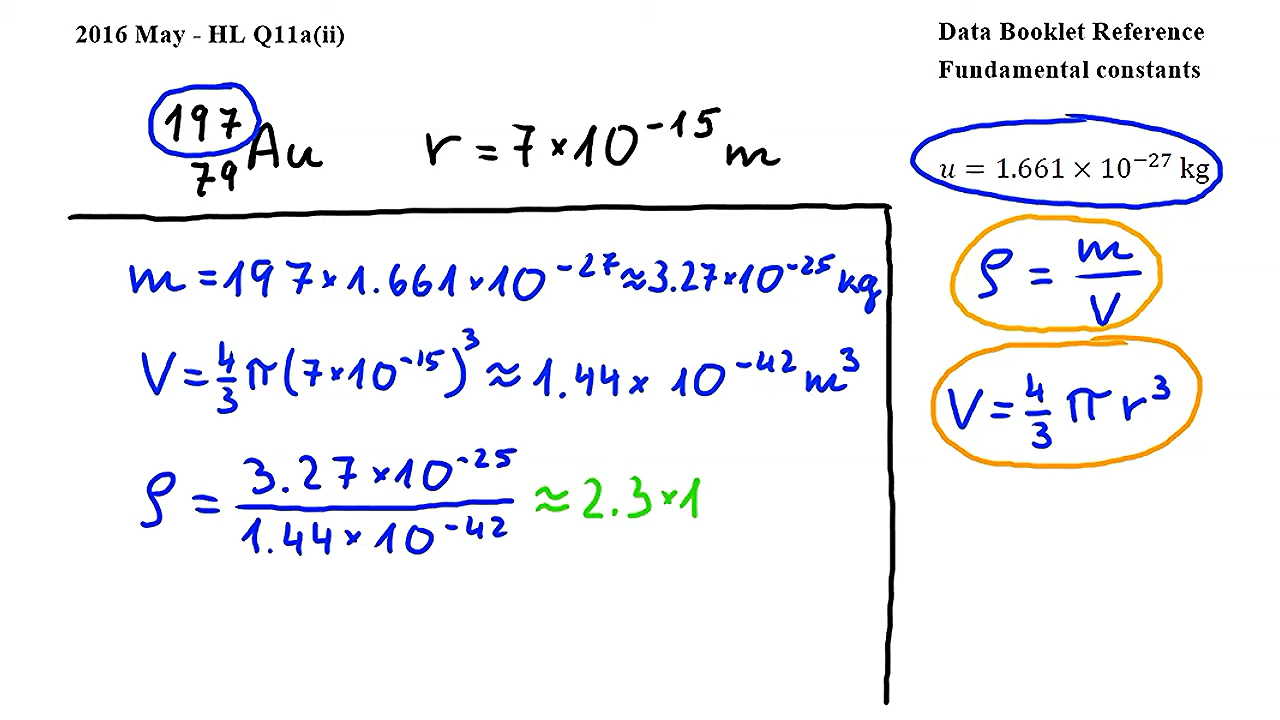 2016 May - HL Q11a(ii)
Data Booklet Reference
Fundamental constants
¹⁹⁷₇₉Au r = 7×10⁻¹⁵ m
u = 1.661 × 10⁻²⁷ kg
ρ = m/V
V = 4/3 π r³
m = 197×1.661×10⁻²⁷ ≈ 3.27×10⁻²⁵ kg
V = 4/3 π (7×10⁻¹⁵)³ ≈ 1.44× 10⁻⁴² m³
ρ = 3.27×10⁻²⁵ / 1.44×10⁻⁴² ≈ 2.3×1